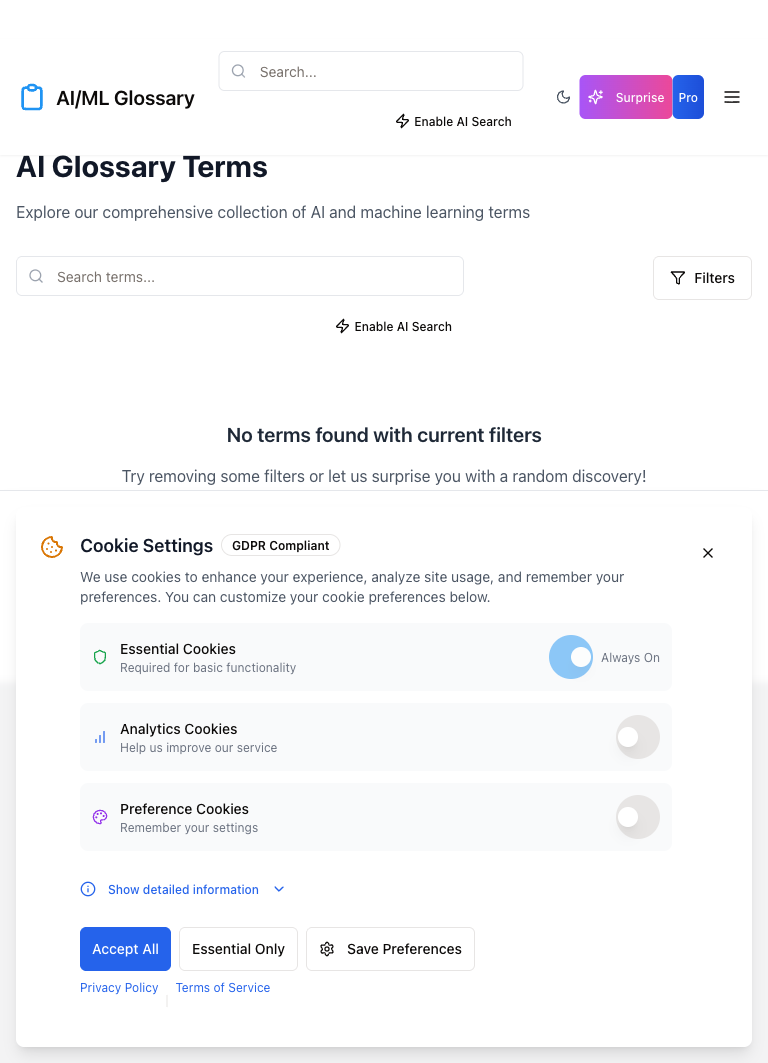 Search...
AI/ML Glossary
Surprise
Pro
Enable AI Search
AI Glossary Terms
Explore our comprehensive collection of AI and machine learning terms
Search terms...
Filters
Enable AI Search
No terms found with current filters
Try removing some filters or let us surprise you with a random discovery!
Cookie Settings
GDPR Compliant
We use cookies to enhance your experience, analyze site usage, and remember your
preferences. You can customize your cookie preferences below.
Essential Cookies
Required for basic functionality
Always On
Analytics Cookies
Help us improve our service
Preference Cookies
Remember your settings
Show detailed information
Accept All
Essential Only
Save Preferences
Privacy Policy
Terms of Service